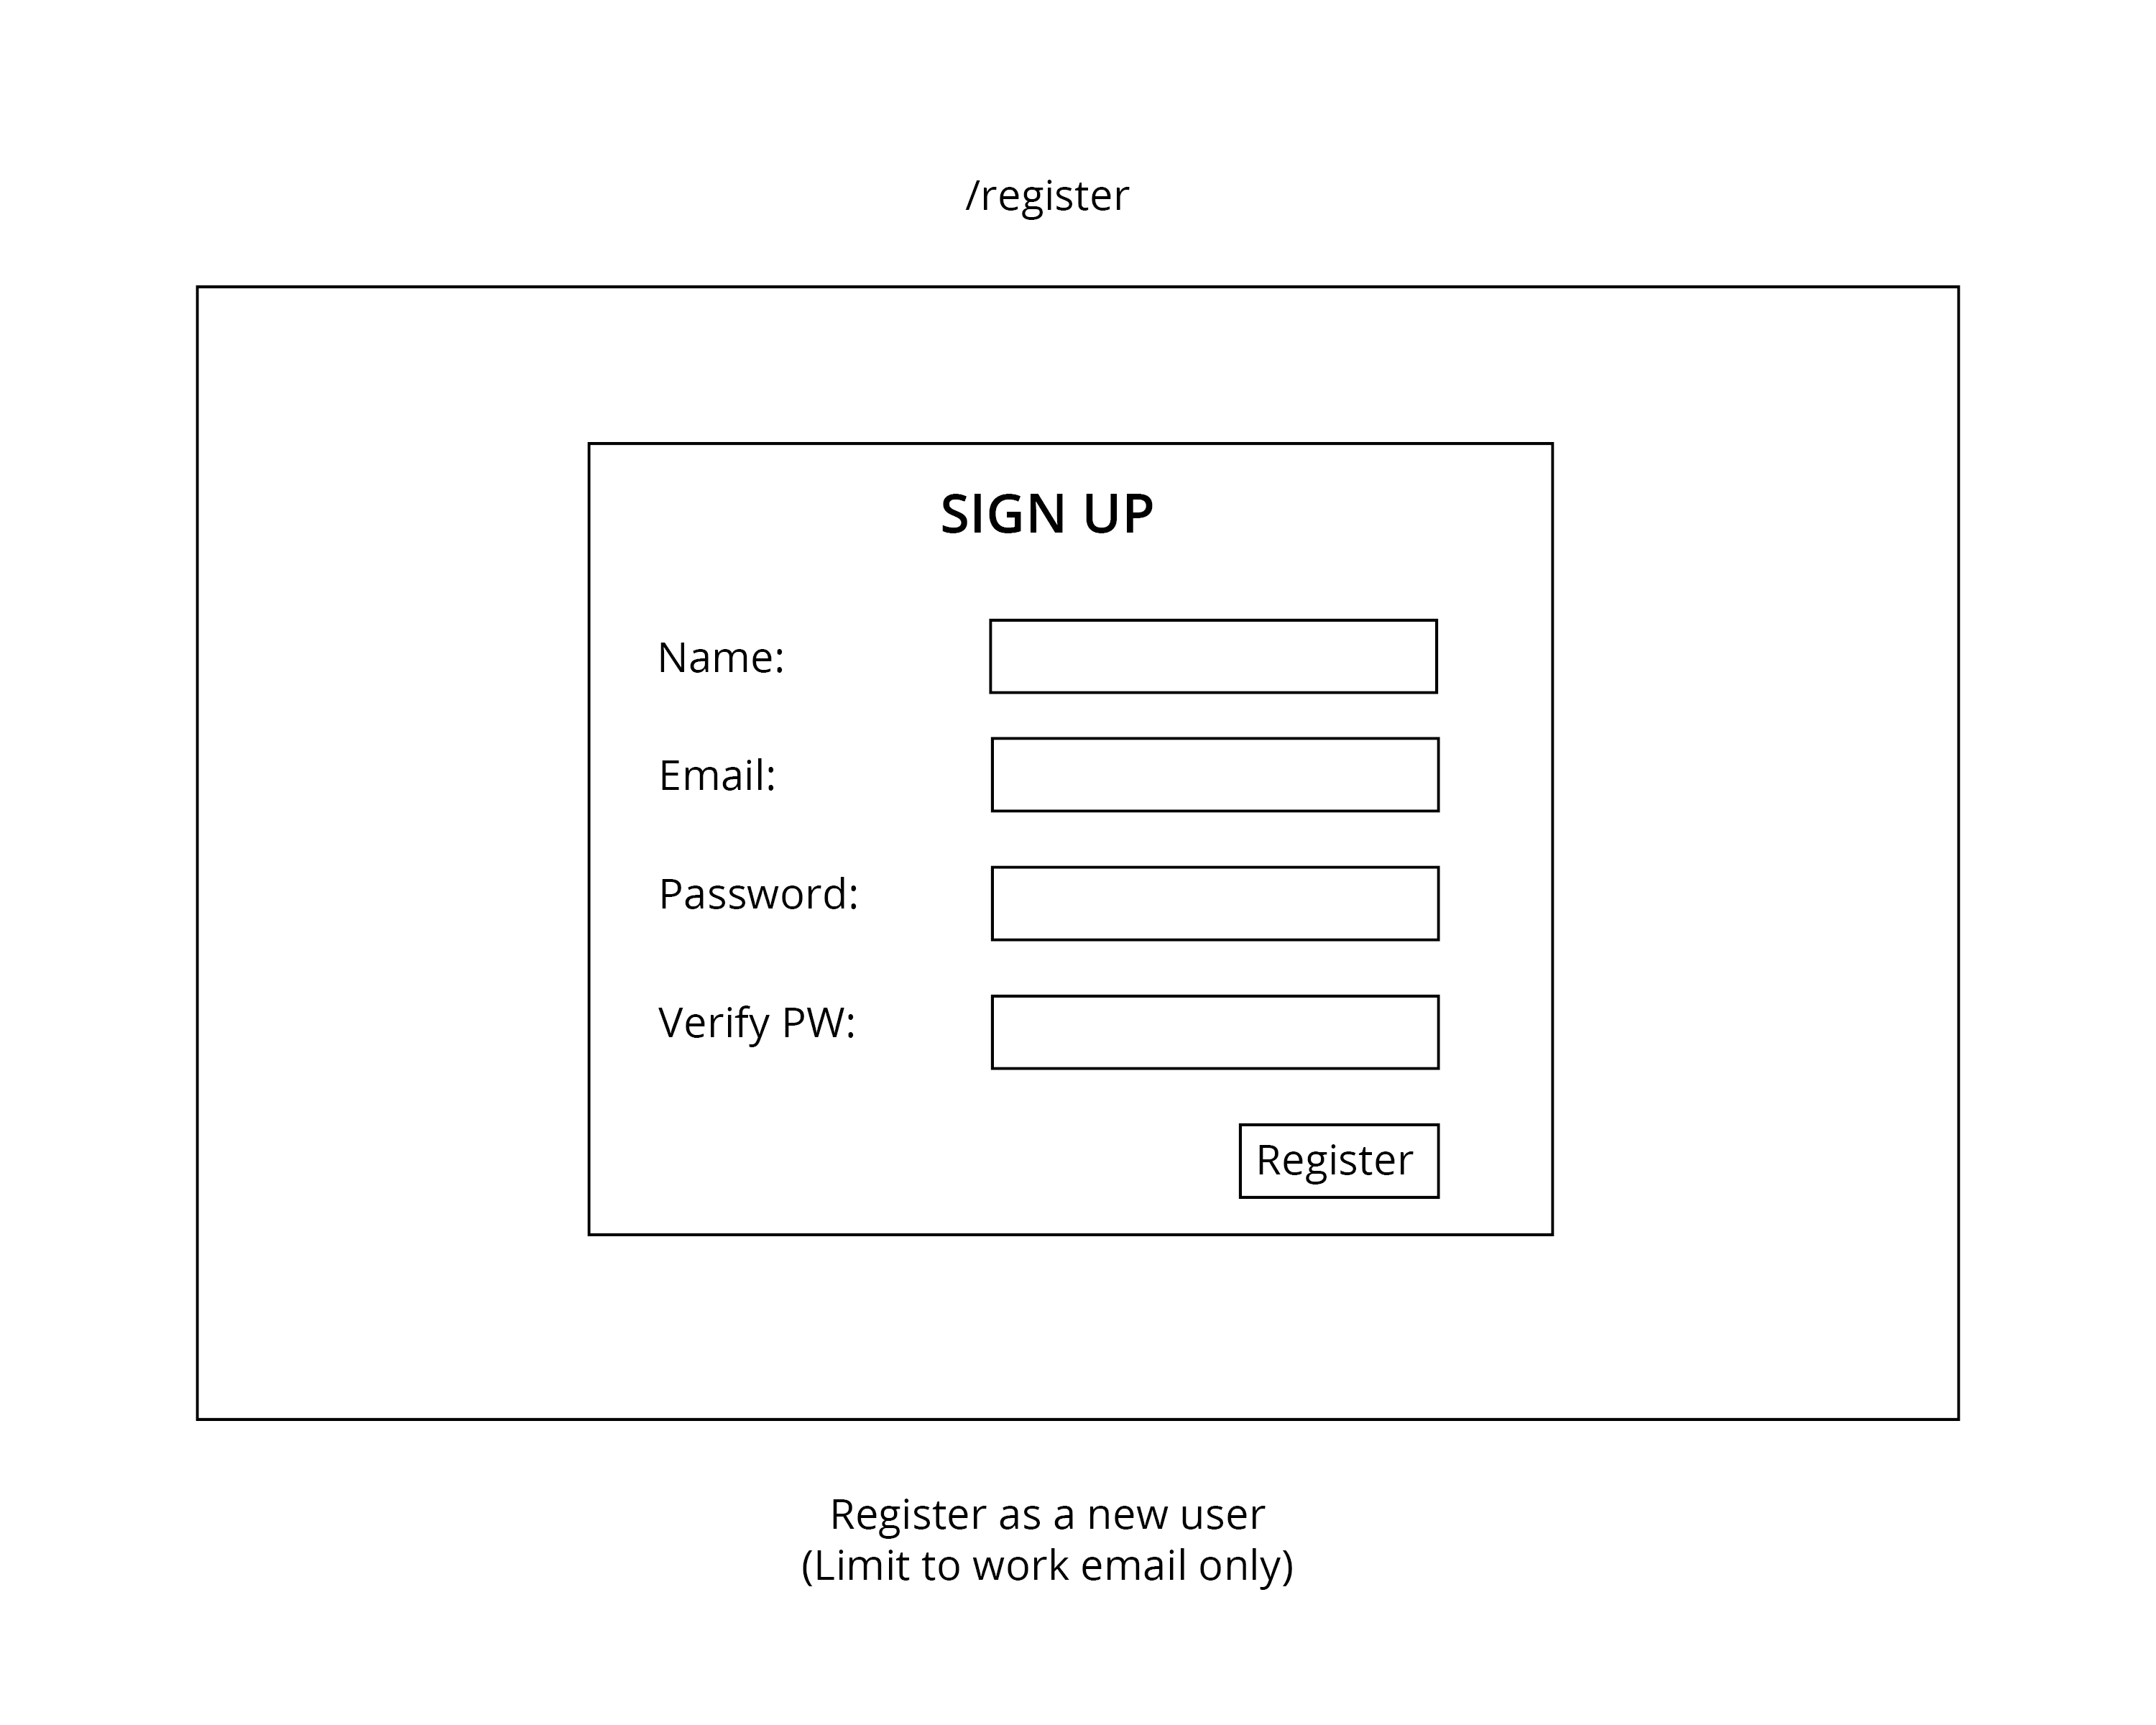 /register
SIGN UP
Name:
Email:
Password:
Verify PW:
Register
Register as a new user
(Limit to work email only)